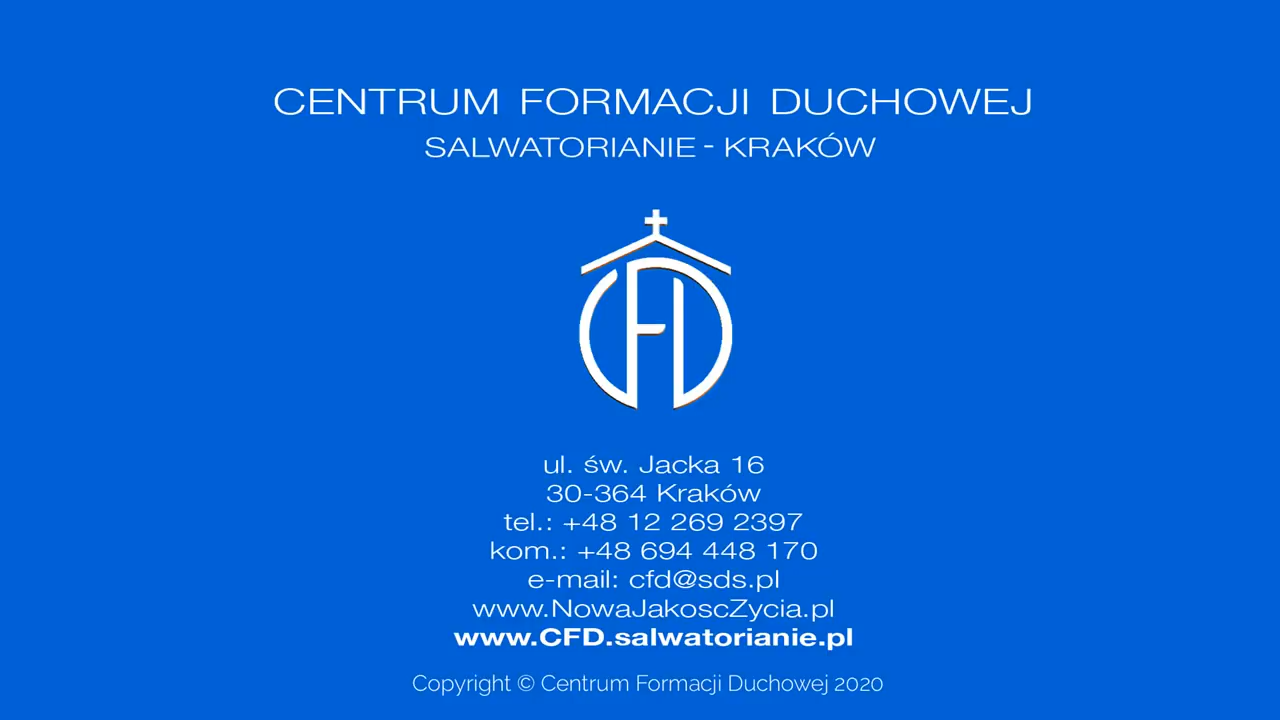 CENTRUM FORMACJI DUCHOWEJ
SALWATORIANIE - KRAKÓW
CFD
ul. św. Jacka 16
30-364 Kraków
tel.: +48 12 269 2397
kom.: +48 694 448 170
e-mail: cfd@sds.pl
www.NowaJakoscZycia.pl
www.CFD.salwatorianie.pl
Copyright © Centrum Formacji Duchowej 2020